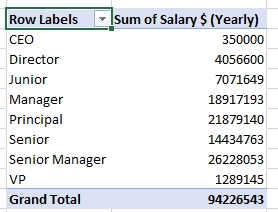 Row Labels Sum of Salary $ (Yearly)
CEO 350000
Director 4056600
Junior 7071649
Manager 18917193
Principal 21879140
Senior 14434763
Senior Manager 26228053
VP 1289145
Grand Total 94226543